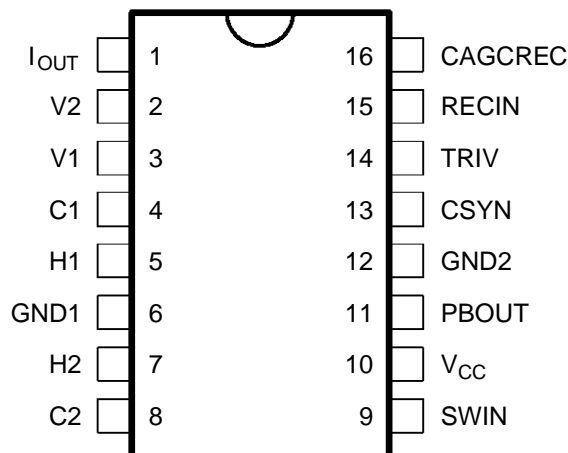 I_OUT 1 16 CAGCREC
V2 2 15 RECIN
V1 3 14 TRIV
C1 4 13 CSYN
H1 5 12 GND2
GND1 6 11 PBOUT
H2 7 10 V_CC
C2 8 9 SWIN